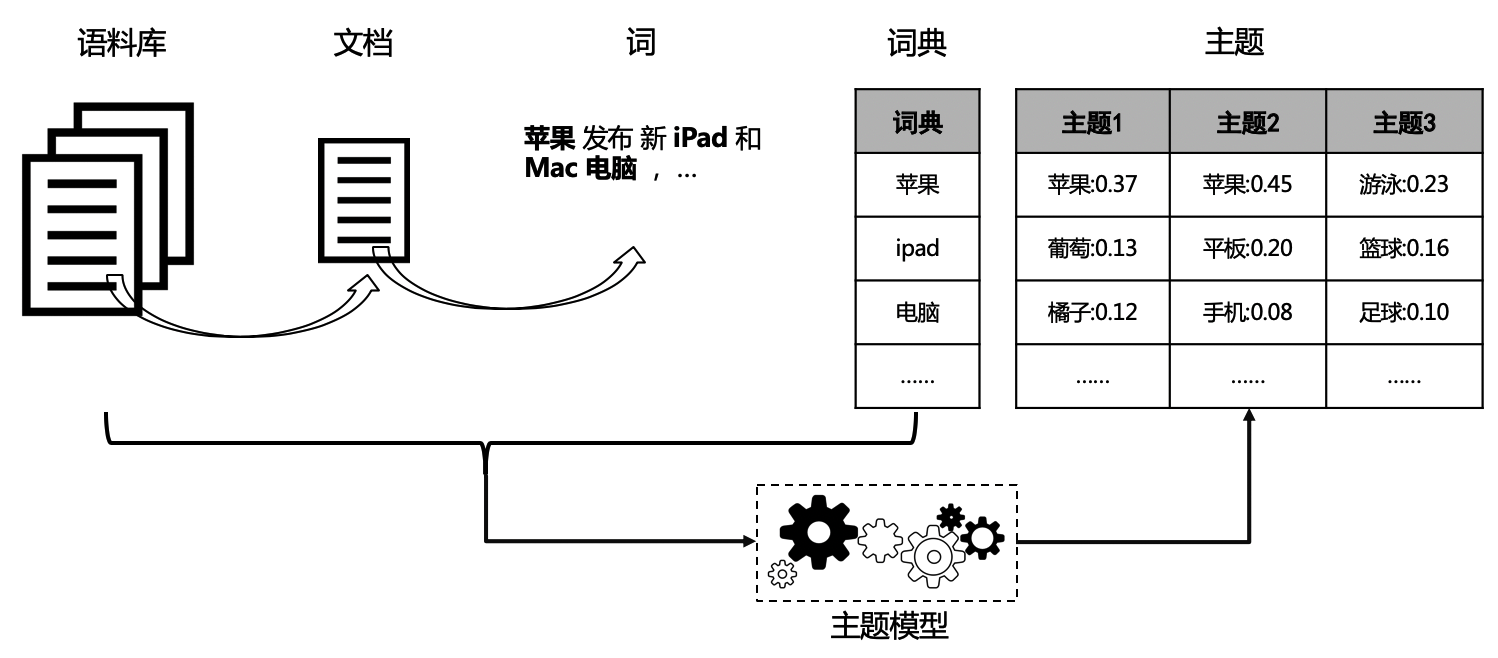 语料库 文档 词 词典 主题
苹果 发布 新 iPad 和
Mac 电脑 ，…
词典
苹果
ipad
电脑
……
主题1 主题2 主题3
苹果:0.37 苹果:0.45 游泳:0.23
葡萄:0.13 平板:0.20 篮球:0.16
橘子:0.12 手机:0.08 足球:0.10
…… …… ……
主题模型